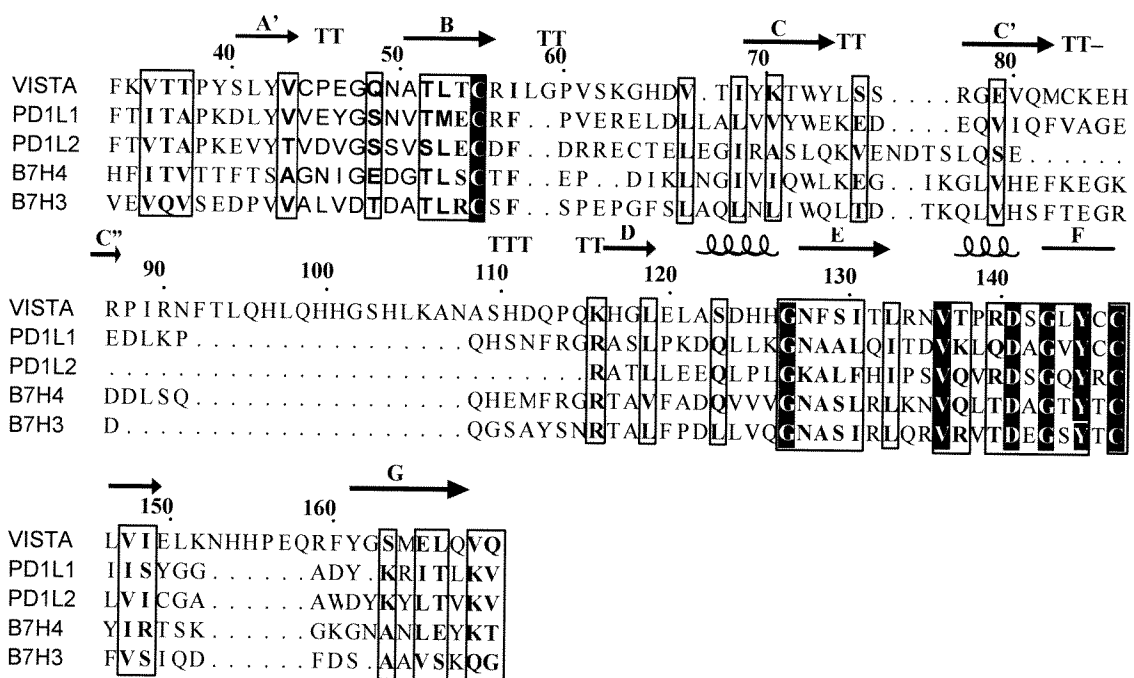 A' TT B TT C TT C' TT–
40 50 60 70 80
VISTA FKVTTPYSLYVCPEGQNATLTCRILGPVSKGHDV.TIYKTWYLSS....RGEVQMCKEH
PD1L1 FTITAPKDLYVVEYGSNVTMECRF..PVERELDLLALVVYWEKED....EQVIQFVAGE
PD1L2 FTVTAPKEVYTVDVGSSVSLECDF..DRRECTELEGIRASLQKVENDTSLQSE......
B7H4 HFITVTTFTSAGNIGEDGTLSCTF..EP..DIKLNGIVIQWLKEG...IKGLVHEFKEGK
B7H3 VEVQVSEDPVVALVDTDATLRCSF..SPEPGFSLAQLNLIWQLTD...TKQLVHSFTEGR
C'' TTT TT D E F
90 100 110 120 130 140
VISTA RPIRNFTLQHLQHHGSHLKANASHDQPQKHGLELASDHHGNFSITLRNVTPRDSGLYCC
PD1L1 EDLKP.................QHSNFRGRASLPKDQLLKGNAALQITDVKLQDAGVYCC
PD1L2 ............................RATLLEEQLPLGKALFHIPSVQVRDSGQYRC
B7H4 DDLSQ.................QHEMFRGRTAVFADQVVVGNASLRLKNVQLTDAGTYTC
B7H3 D.....................QGSAYSNRTALFPDLLVQGNASIRLQRVRVTDEGSYTC
G
150 160
VISTA LVIELKNHHPEQRFYGSMELQVQ
PD1L1 IISYGG......ADY.KRITLKV
PD1L2 LVICGA......AWDYKYLTVKV
B7H4 YIRTSK......GKGNANLEYKT
B7H3 FVSIQD......FDS.AAVSKQG